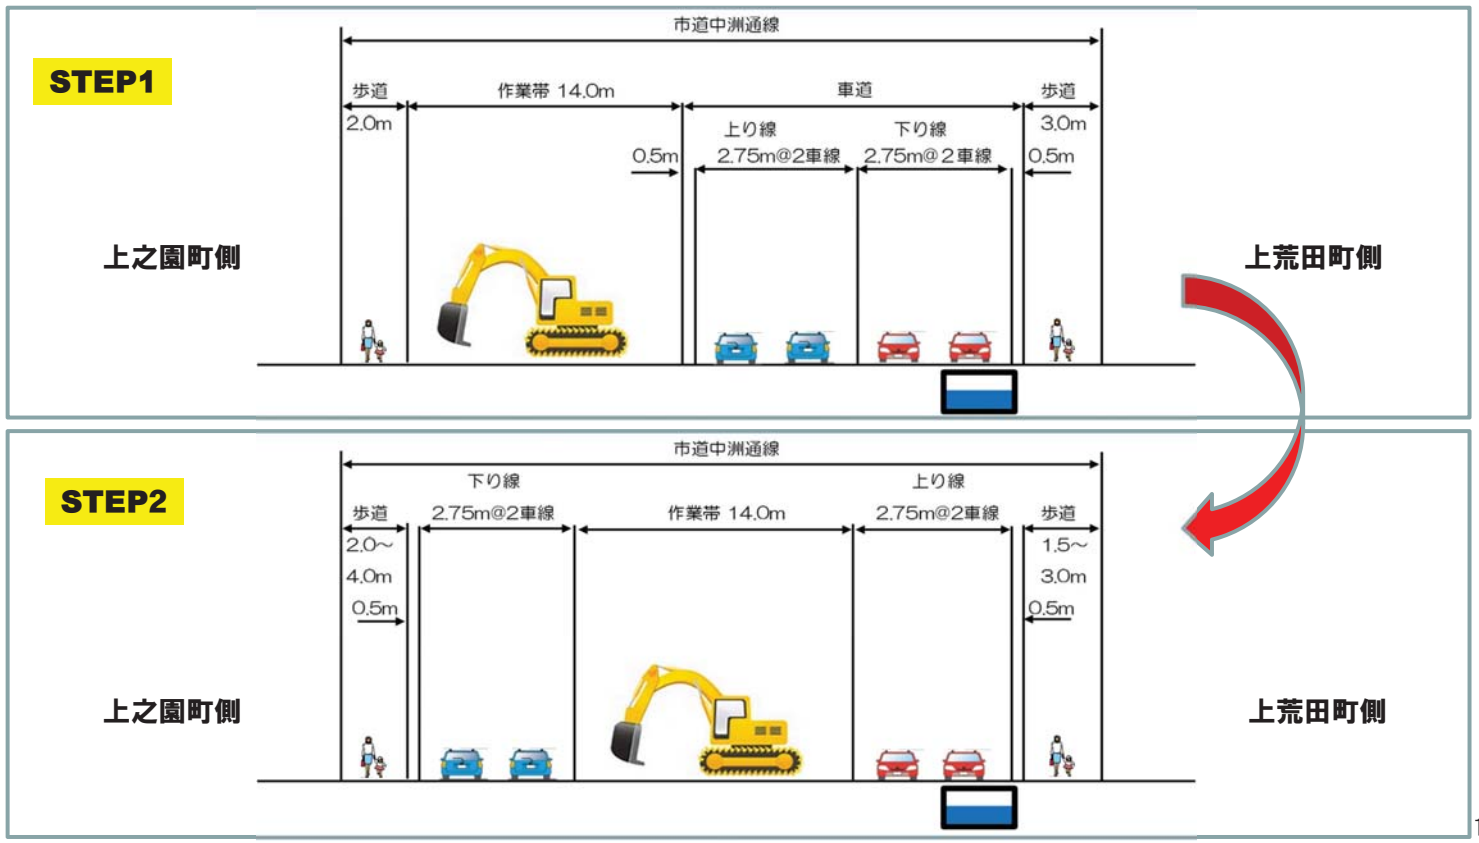 市道中洲通線
STEP1
歩道
作業帯 14.0m
車道
歩道
2.0m
上り線
下り線
3.0m
0.5m
2.75m@2車線
2.75m@2車線
0.5m
上之園町側
上荒田町側
市道中洲通線
STEP2
下り線
上り線
歩道
2.75m@2車線
作業帯 14.0m
2.75m@2車線
歩道
2.0～
4.0m
0.5m
1.5～
3.0m
0.5m
上之園町側
上荒田町側
1